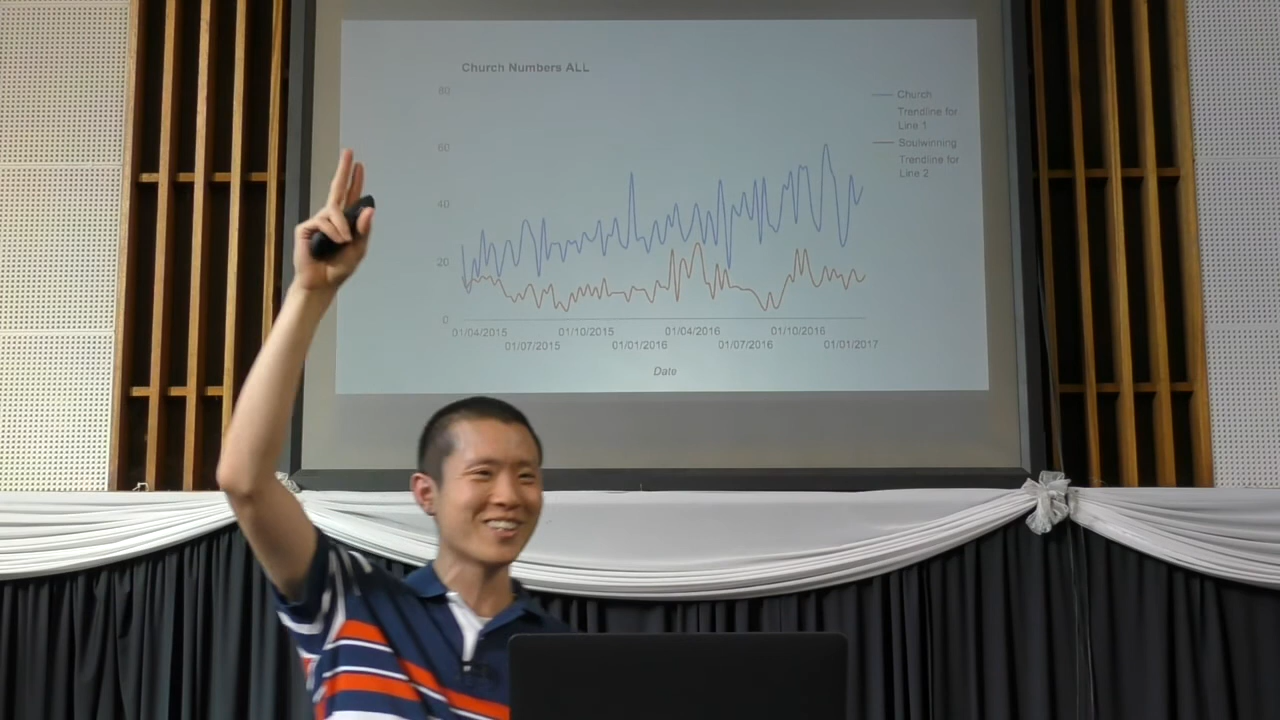 Church Numbers ALL
80
60
40
20
0
Church
Trendline for
Line 1
Soulwinning
Trendline for
Line 2
01/04/2015
01/07/2015
01/10/2015
01/01/2016
01/04/2016
01/07/2016
01/10/2016
01/01/2017
Date